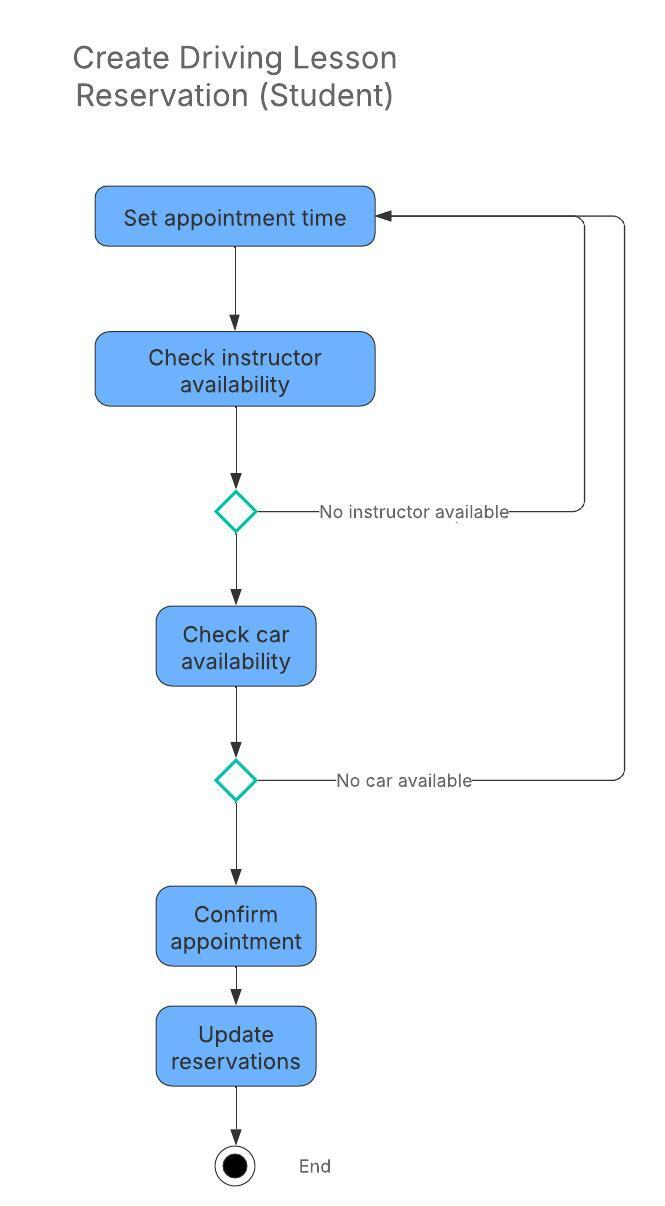 Create Driving Lesson
Reservation (Student)
Set appointment time
Check instructor
availability
No instructor available
Check car
availability
No car available
Confirm
appointment
Update
reservations
End